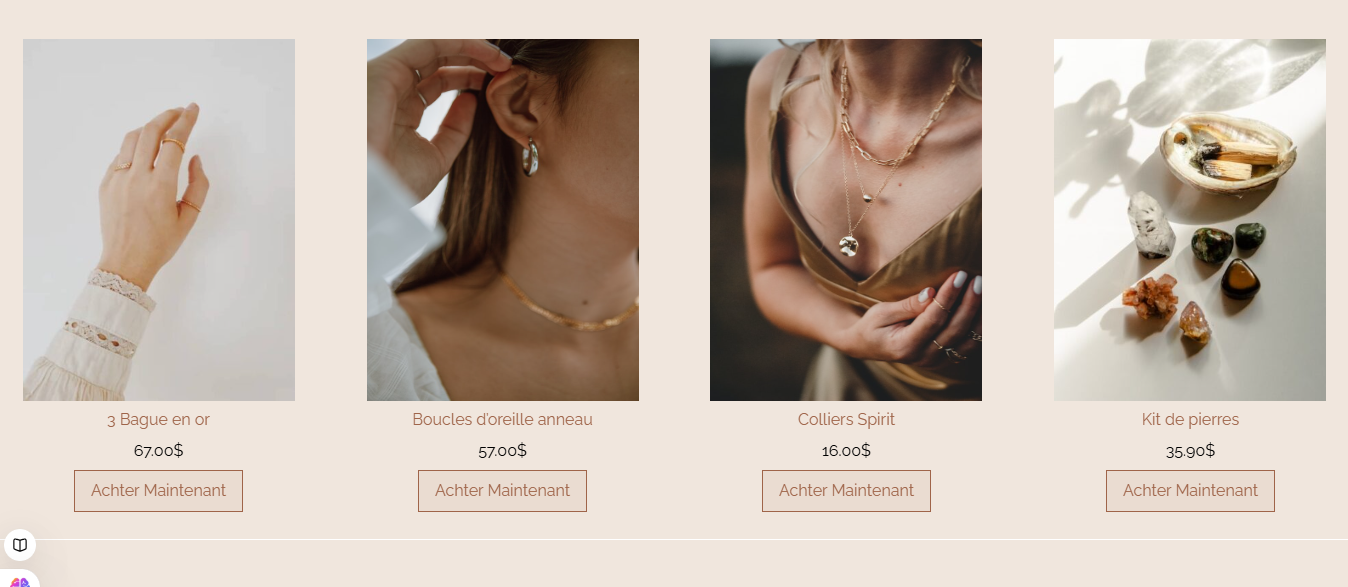 3 Bague en or
67.00$
Achter Maintenant
Boucles d'oreille anneau
57.00$
Achter Maintenant
Colliers Spirit
16.00$
Achter Maintenant
Kit de pierres
35.90$
Achter Maintenant